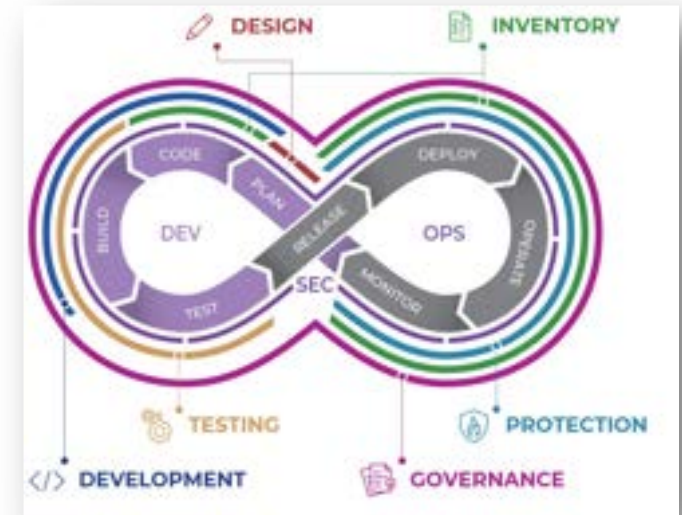 DESIGN
INVENTORY
CODE
PLAN
BUILD
DEV
TEST
RELEASE
SEC
DEPLOY
OPS
OPERATE
MONITOR
TESTING
PROTECTION
</> DEVELOPMENT
GOVERNANCE